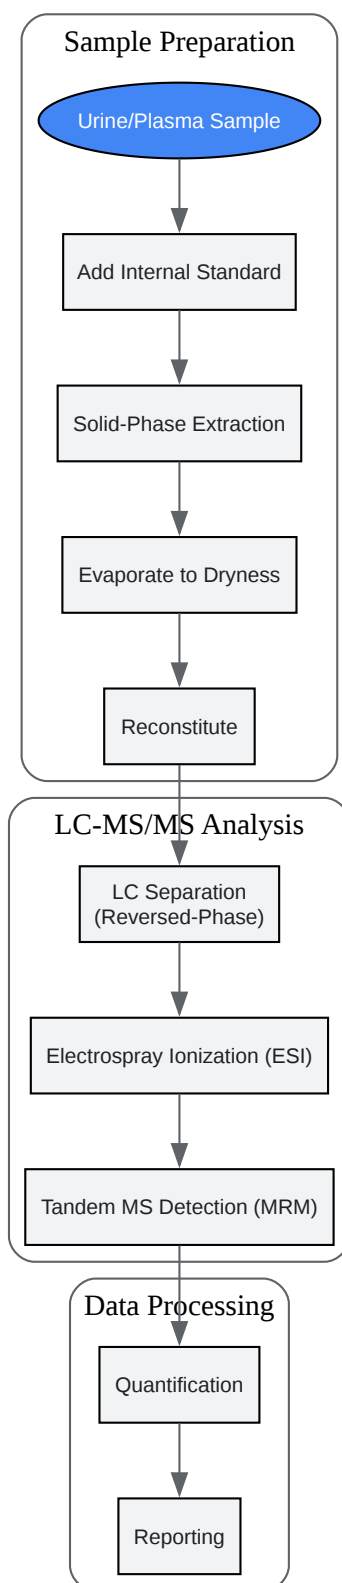 Sample Preparation
Urine/Plasma Sample
Add Internal Standard
Solid-Phase Extraction
Evaporate to Dryness
Reconstitute
LC-MS/MS Analysis
LC Separation
(Reversed-Phase)
Electrospray Ionization (ESI)
Tandem MS Detection (MRM)
Data Processing
Quantification
Reporting